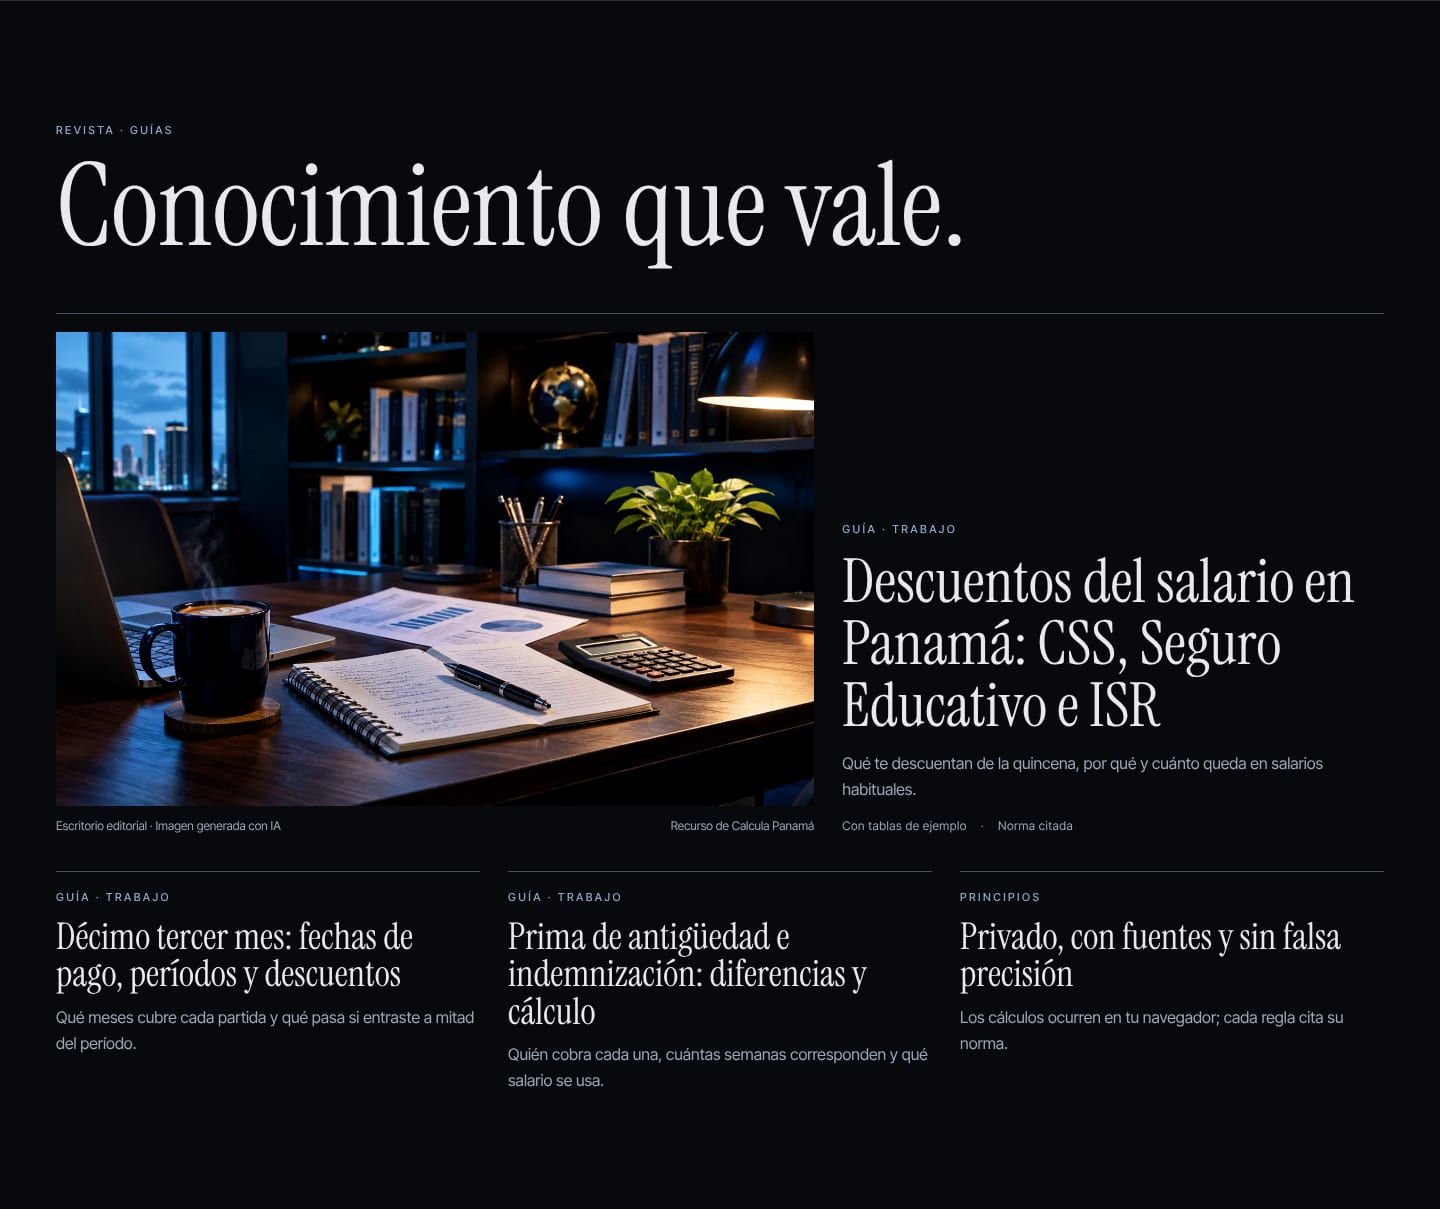 REVISTA · GUÍAS
Conocimiento que vale.
GUÍA · TRABAJO
Descuentos del salario en
Panamá: CSS, Seguro
Educativo e ISR
Qué te descuentan de la quincena, por qué y cuánto queda en salarios
habituales.
Con tablas de ejemplo · Norma citada
Escritorio editorial · Imagen generada con IA
Recurso de Calcula Panamá
GUÍA · TRABAJO
Décimo tercer mes: fechas de
pago, períodos y descuentos
Qué meses cubre cada partida y qué pasa si entraste a mitad
del período.
GUÍA · TRABAJO
Prima de antigüedad e
indemnización: diferencias y
cálculo
Quién cobra cada una, cuántas semanas corresponden y qué
salario se usa.
PRINCIPIOS
Privado, con fuentes y sin falsa
precisión
Los cálculos ocurren en tu navegador; cada regla cita su
norma.